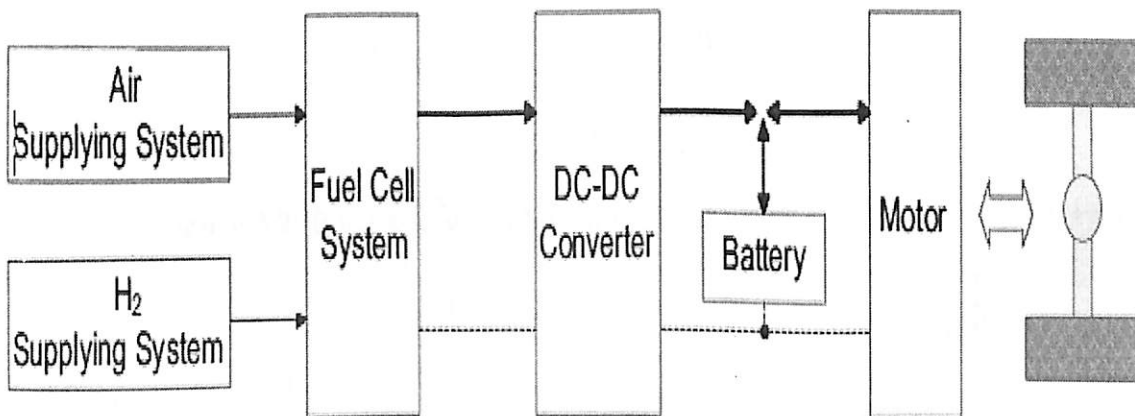 Air
Supplying System
H₂
Supplying System
Fuel Cell
System
DC-DC
Converter
Battery
Motor